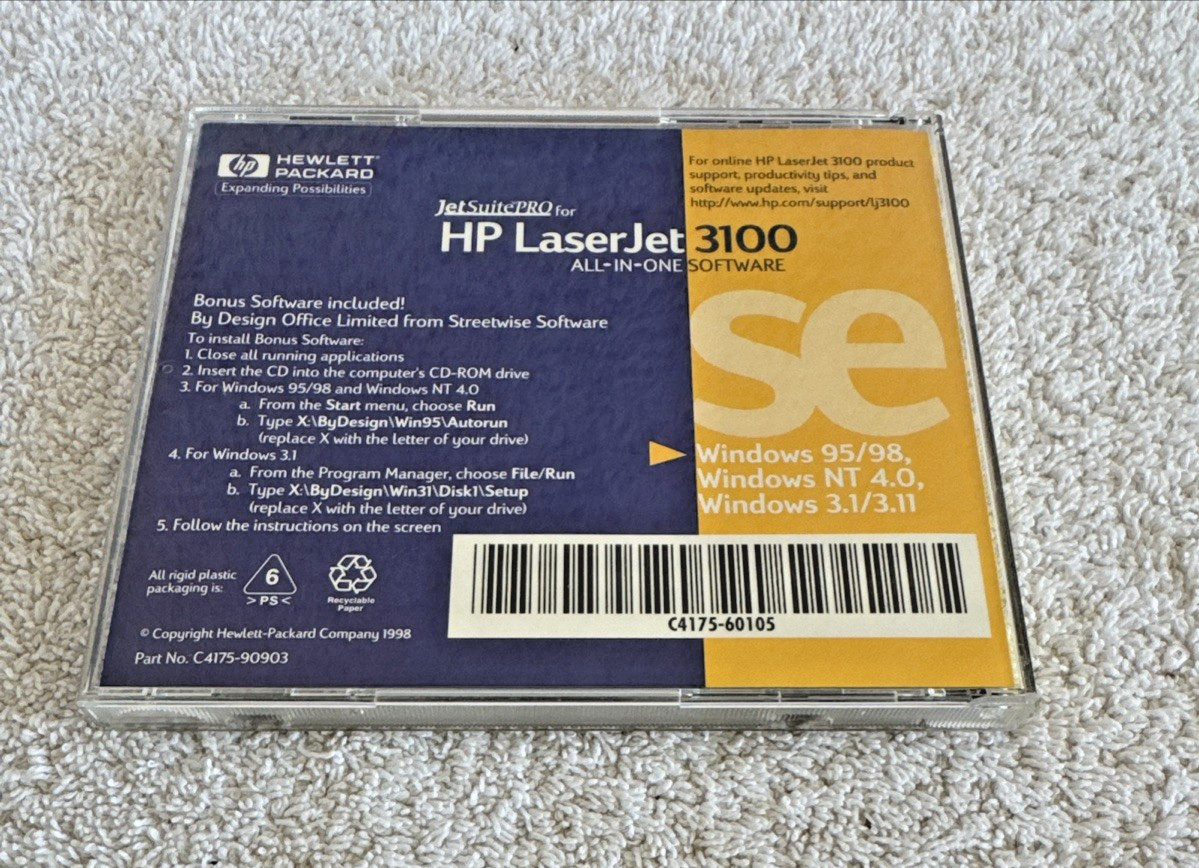 hp HEWLETT®
PACKARD
Expanding Possibilities
For online HP LaserJet 3100 product
support, productivity tips, and
software updates, visit
http://www.hp.com/support/lj3100
JetSuite™PRO for
HP LaserJet 3100
ALL-IN-ONE SOFTWARE
se
Bonus Software included!
By Design Office Limited from Streetwise Software
To install Bonus Software:
1. Close all running applications
2. Insert the CD into the computer's CD-ROM drive
3. For Windows 95/98 and Windows NT 4.0
a. From the Start menu, choose Run
b. Type X:\ByDesign\Win95\Autorun
(replace X with the letter of your drive)
4. For Windows 3.1
a. From the Program Manager, choose File/Run
b. Type X:\ByDesign\Win31\Disk1\Setup
(replace X with the letter of your drive)
5. Follow the instructions on the screen
Windows 95/98,
Windows NT 4.0,
Windows 3.1/3.11
All rigid plastic
packaging is:
6
>PS<
Recyclable
Paper
C4175-60105
© Copyright Hewlett-Packard Company 1998
Part No. C4175-90903